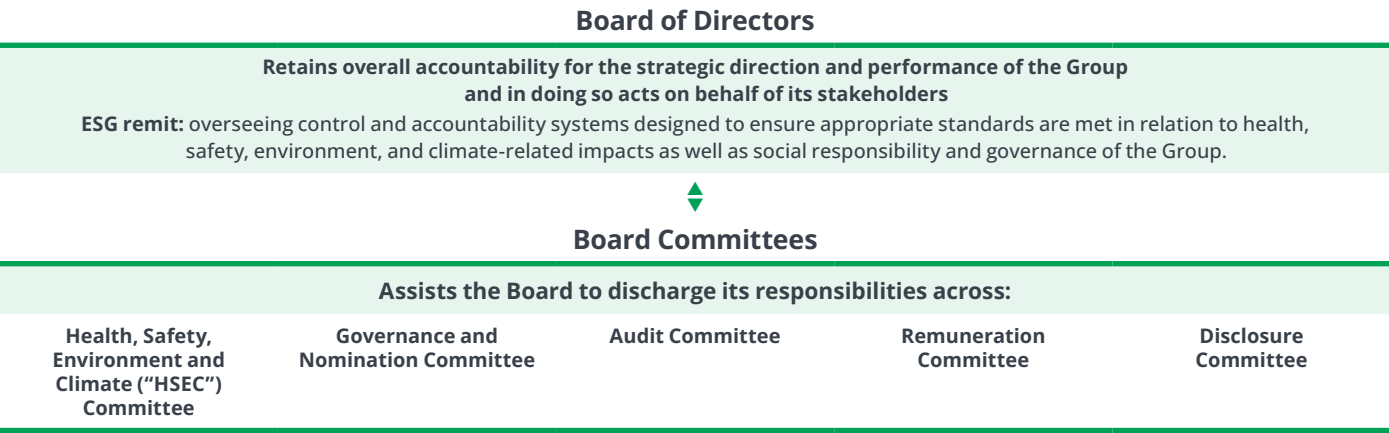 Board of Directors
Retains overall accountability for the strategic direction and performance of the Group
and in doing so acts on behalf of its stakeholders
ESG remit: overseeing control and accountability systems designed to ensure appropriate standards are met in relation to health,
safety, environment, and climate-related impacts as well as social responsibility and governance of the Group.
Board Committees
Assists the Board to discharge its responsibilities across:
Health, Safety,
Environment and
Climate (“HSEC”)
Committee
Governance and
Nomination Committee
Audit Committee
Remuneration
Committee
Disclosure
Committee